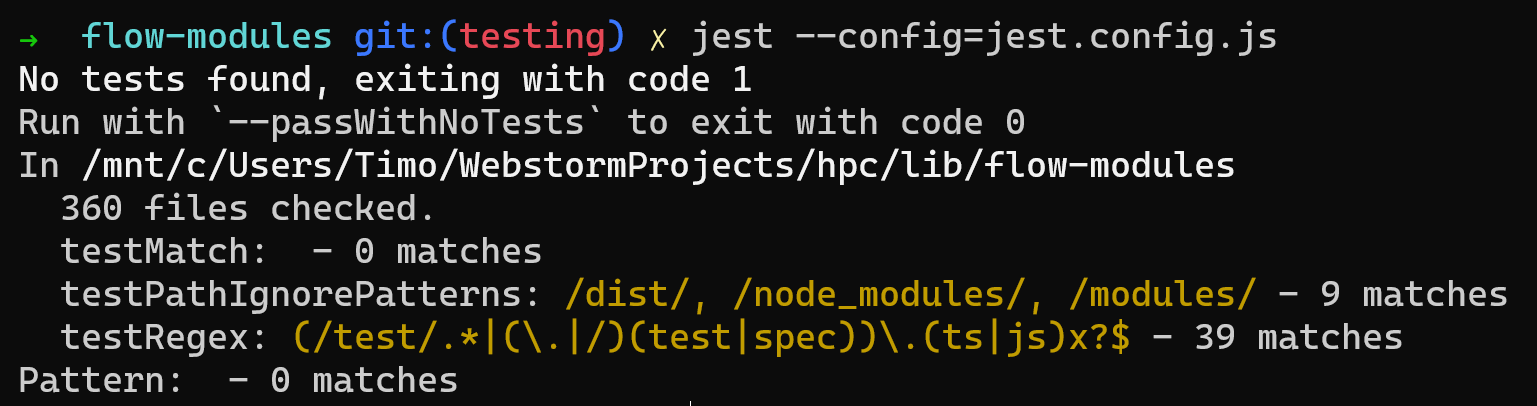 → flow-modules git:(testing) ✗ jest --config=jest.config.js
No tests found, exiting with code 1
Run with `--passWithNoTests` to exit with code 0
In /mnt/c/Users/Timo/WebstormProjects/hpc/lib/flow-modules
  360 files checked.
  testMatch:  - 0 matches
  testPathIgnorePatterns: /dist/, /node_modules/, /modules/ - 9 matches
  testRegex: (/test/.*|(\.|/)(test|spec))\.(ts|js)x?$ - 39 matches
Pattern:  - 0 matches